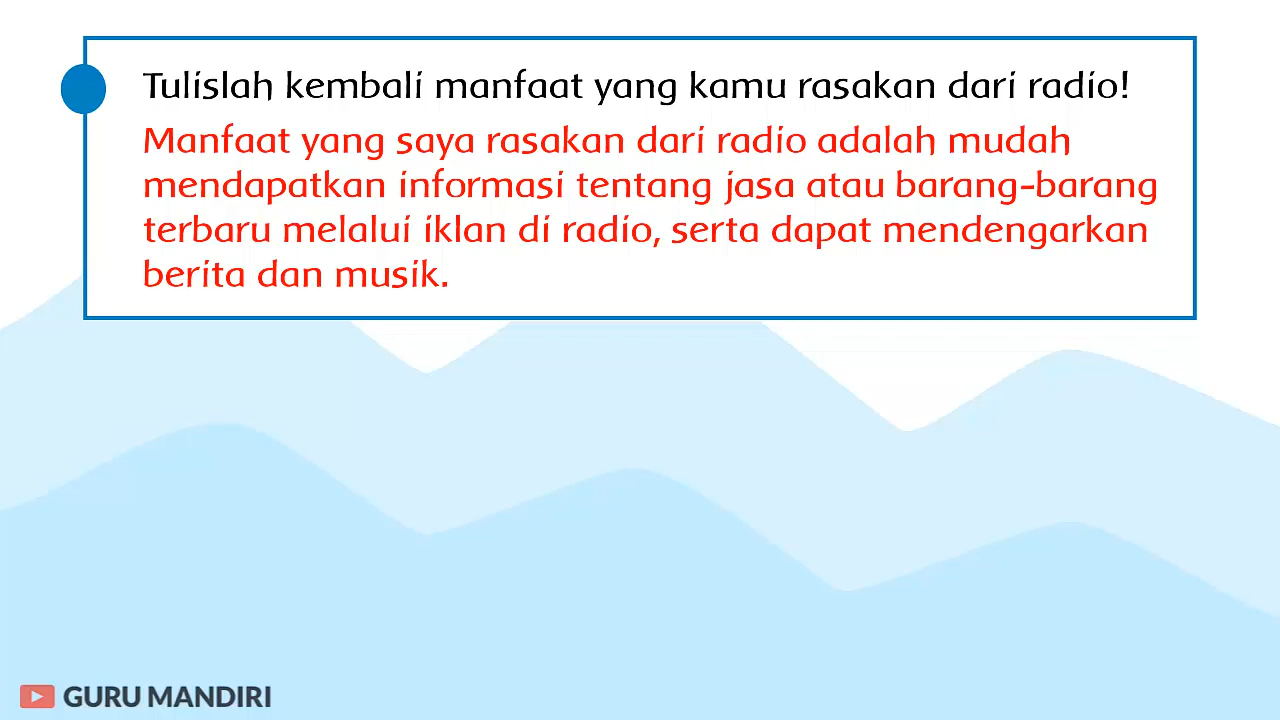 Tulislah kembali manfaat yang kamu rasakan dari radio!
Manfaat yang saya rasakan dari radio adalah mudah
mendapatkan informasi tentang jasa atau barang-barang
terbaru melalui iklan di radio, serta dapat mendengarkan
berita dan musik.
GURU MANDIRI